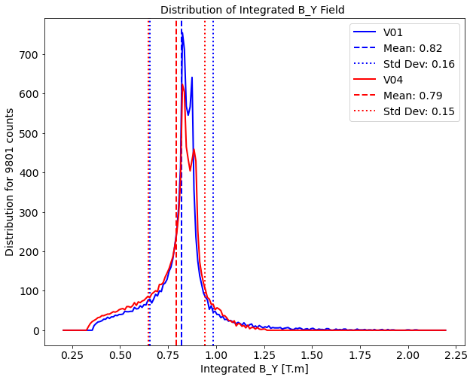 Distribution of Integrated B_Y Field
V01
Mean: 0.82
Std Dev: 0.16
V04
Mean: 0.79
Std Dev: 0.15
Distribution for 9801 counts
700
600
500
400
300
200
100
0
0.25 0.50 0.75 1.00 1.25 1.50 1.75 2.00 2.25
Integrated B_Y [T.m]